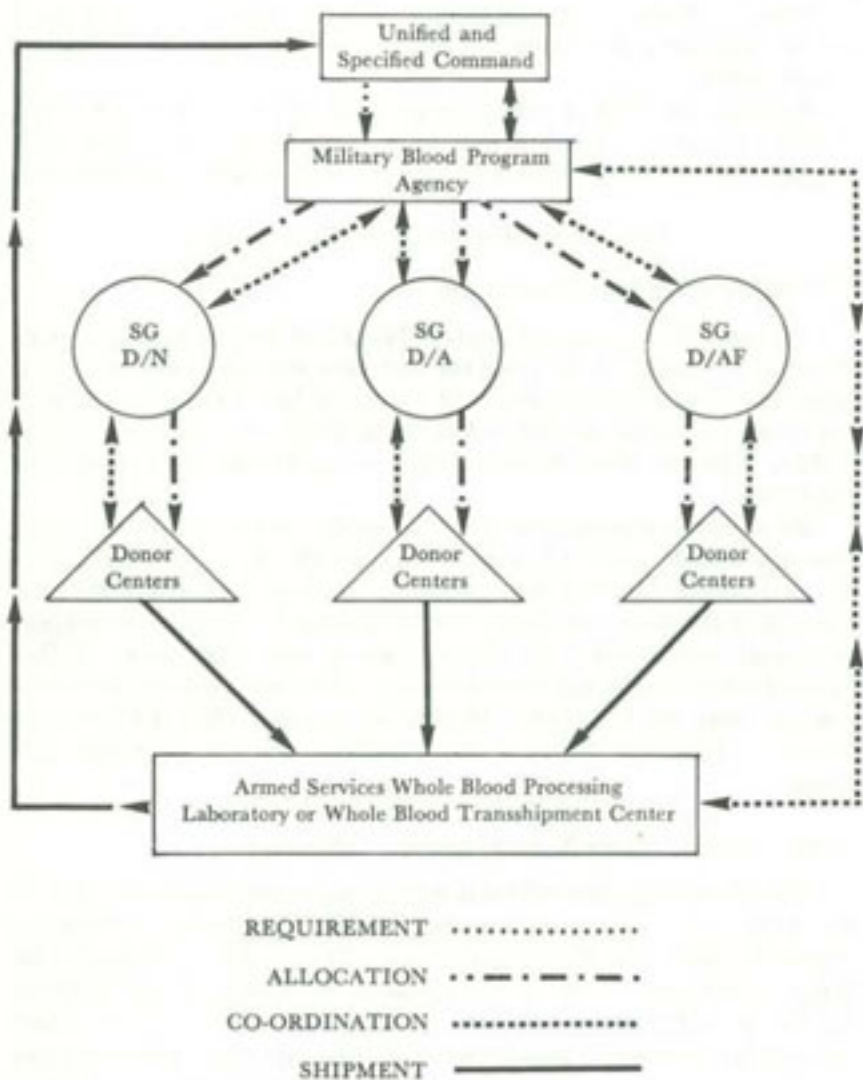 Unified and
Specified Command
Military Blood Program
Agency
SG
D/N
SG
D/A
SG
D/AF
Donor
Centers
Donor
Centers
Donor
Centers
Armed Services Whole Blood Processing
Laboratory or Whole Blood Transshipment Center
REQUIREMENT
ALLOCATION
CO-ORDINATION
SHIPMENT